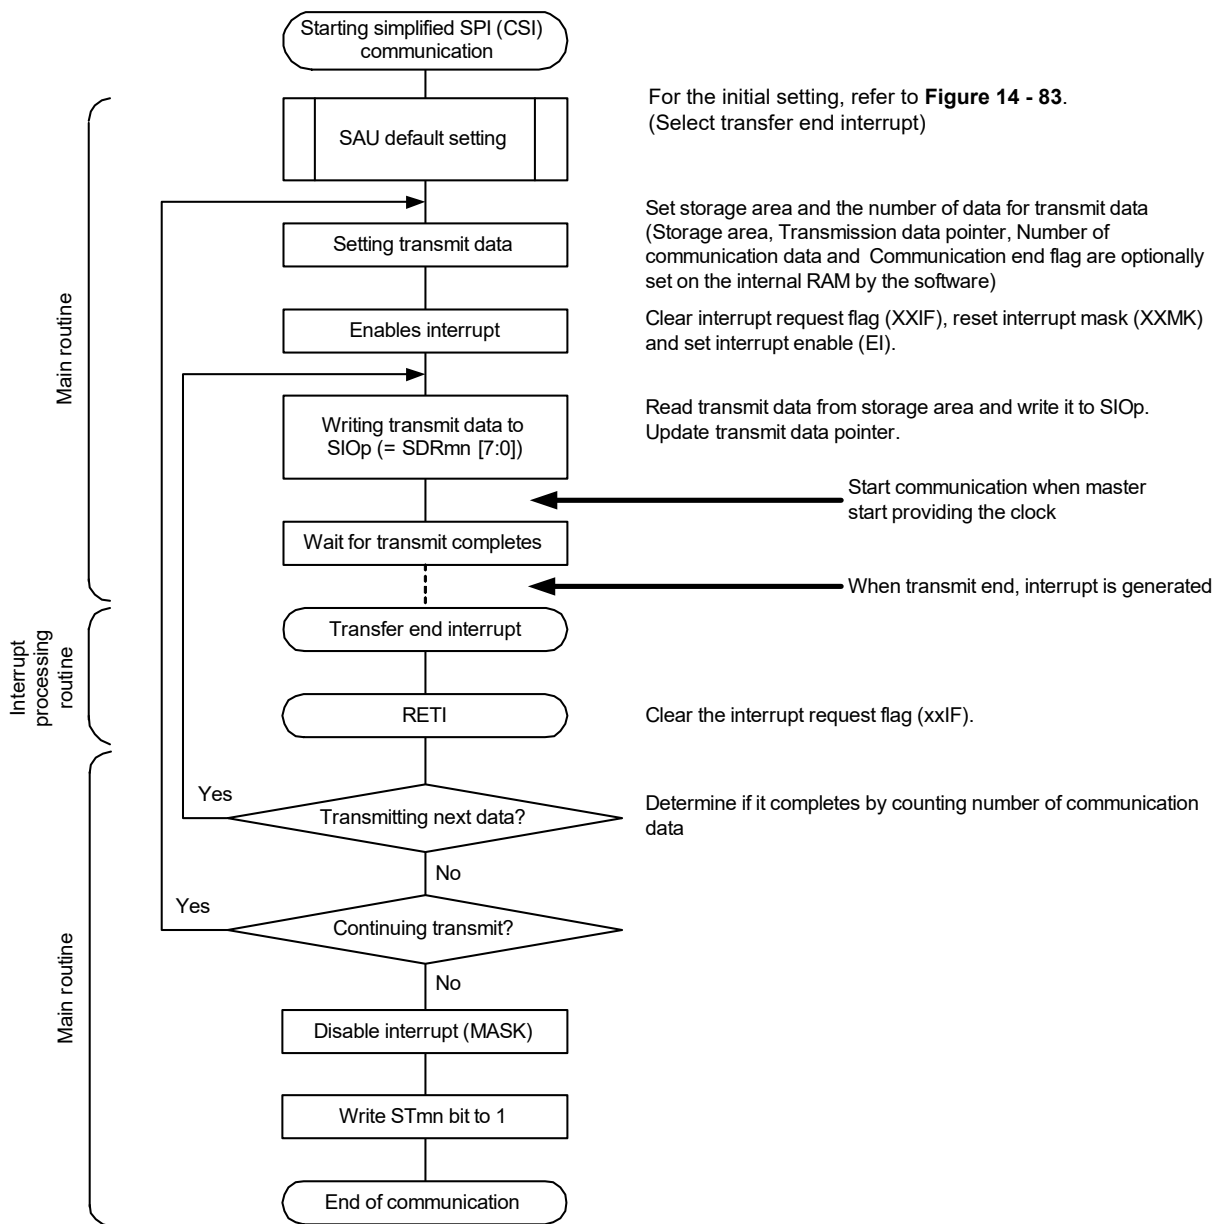 Starting simplified SPI (CSI)
communication
For the initial setting, refer to Figure 14 - 83.
(Select transfer end interrupt)
SAU default setting
Set storage area and the number of data for transmit data
(Storage area, Transmission data pointer, Number of
communication data and Communication end flag are optionally
set on the internal RAM by the software)
Setting transmit data
Enables interrupt
Clear interrupt request flag (XXIF), reset interrupt mask (XXMK)
and set interrupt enable (EI).
Main routine
Writing transmit data to
SIOp (= SDRmn [7:0])
Read transmit data from storage area and write it to SIOp.
Update transmit data pointer.
Start communication when master
start providing the clock
Wait for transmit completes
When transmit end, interrupt is generated
Transfer end interrupt
Interrupt
processing
routine
RETI
Clear the interrupt request flag (xxIF).
Yes
Transmitting next data?
Determine if it completes by counting number of communication
data
No
Yes
Continuing transmit?
No
Main routine
Disable interrupt (MASK)
Write STmn bit to 1
End of communication